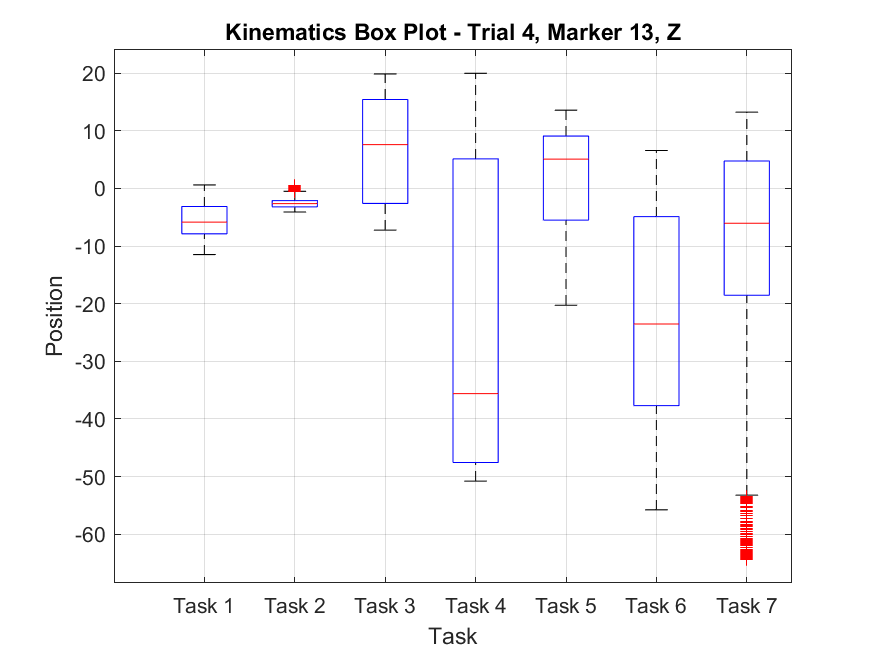 Kinematics Box Plot - Trial 4, Marker 13, Z
Position
20
10
0
-10
-20
-30
-40
-50
-60
Task 1 Task 2 Task 3 Task 4 Task 5 Task 6 Task 7
Task